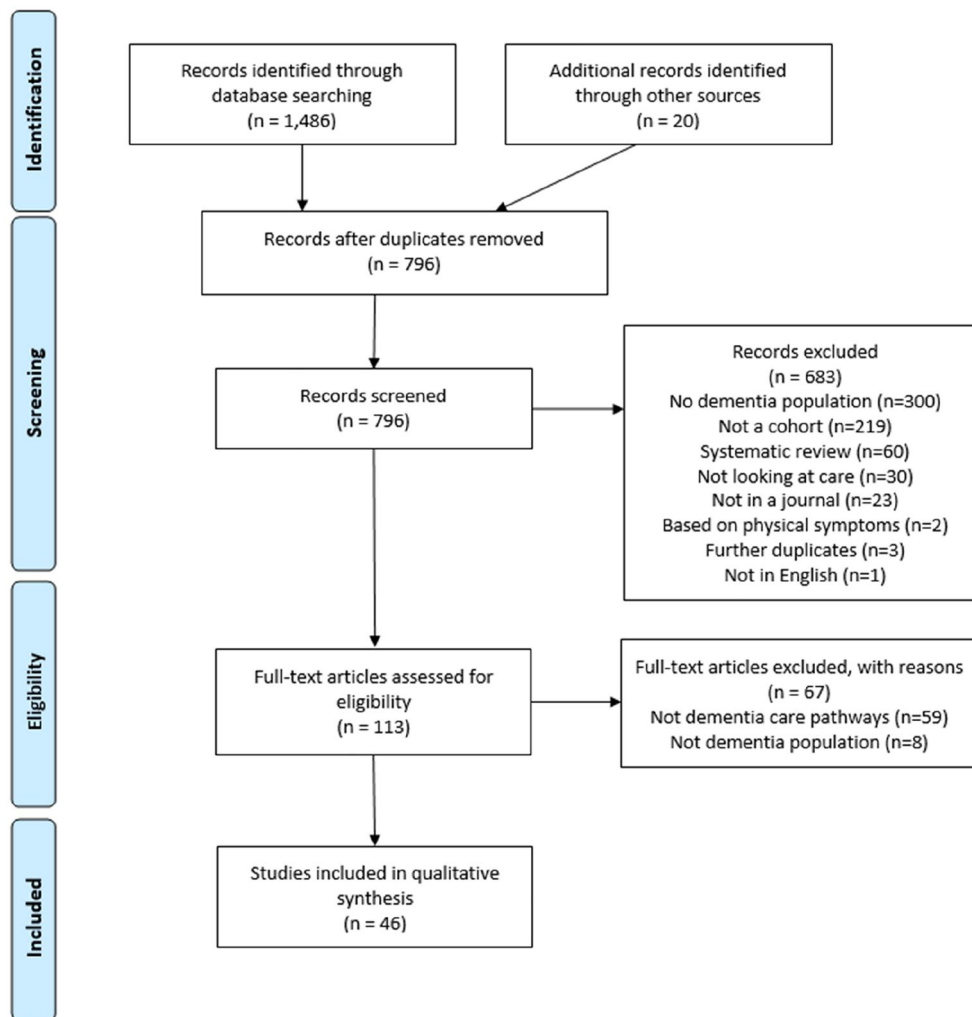 Identification
Records identified through
database searching
(n = 1,486)
Additional records identified
through other sources
(n = 20)
Screening
Records after duplicates removed
(n = 796)
Records screened
(n = 796)
Records excluded
(n = 683)
No dementia population (n=300)
Not a cohort (n=219)
Systematic review (n=60)
Not looking at care (n=30)
Not in a journal (n=23)
Based on physical symptoms (n=2)
Further duplicates (n=3)
Not in English (n=1)
Eligibility
Full-text articles assessed for
eligibility
(n = 113)
Full-text articles excluded, with reasons
(n = 67)
Not dementia care pathways (n=59)
Not dementia population (n=8)
Included
Studies included in qualitative
synthesis
(n = 46)